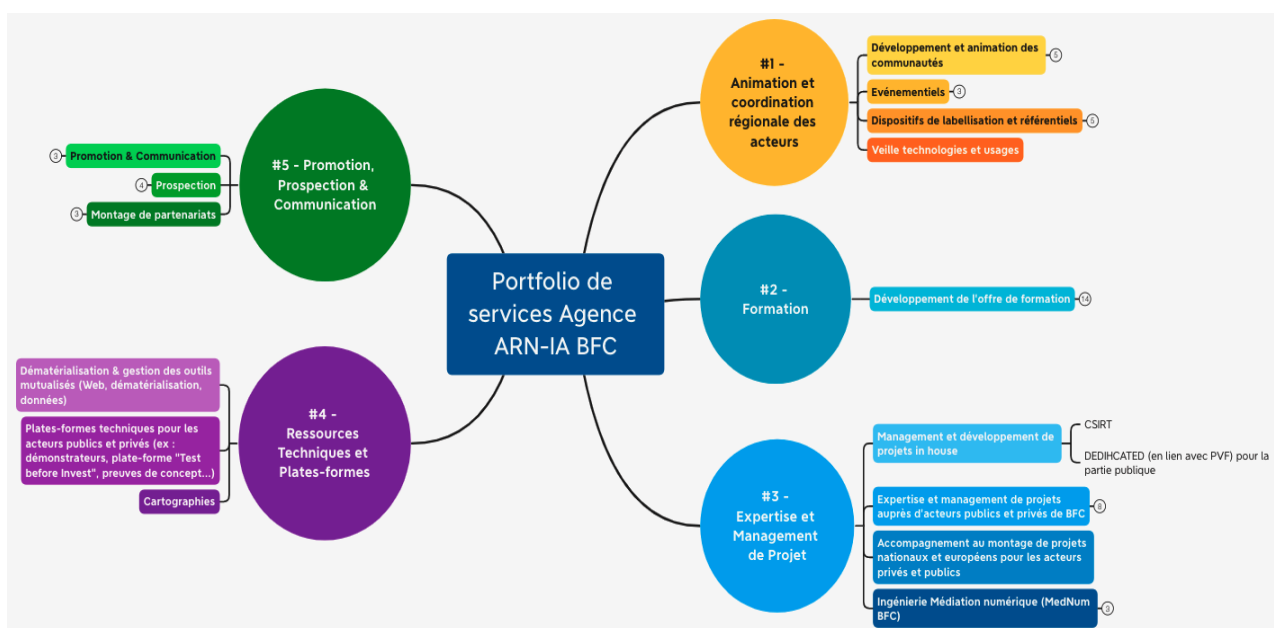 Portfolio de
services Agence
ARN-IA BFC
#1 -
Animation et
coordination
régionale des
acteurs
Développement et animation des
communautés
5
Evénementiels
3
Dispositifs de labellisation et référentiels
5
Veille technologies et usages
#2 -
Formation
Développement de l'offre de formation
14
#3 -
Expertise et
Management
de Projet
Management et développement de
projets in house
CSIRT
DEDIHCATED (en lien avec PVF) pour la
partie publique
Expertise et management de projets
auprès d'acteurs publics et privés de BFC
8
Accompagnement au montage de projets
nationaux et européens pour les acteurs
privés et publics
Ingénierie Médiation numérique (MedNum
BFC)
3
#4 -
Ressources
Techniques et
Plates-formes
Dématérialisation & gestion des outils
mutualisés (Web, dématérialisation,
données)
Plates-formes techniques pour les
acteurs publics et privés (ex :
démonstrateurs, plate-forme "Test
before Invest", preuves de concept...)
Cartographies
#5 - Promotion,
Prospection &
Communication
3
Promotion & Communication
4
Prospection
3
Montage de partenariats